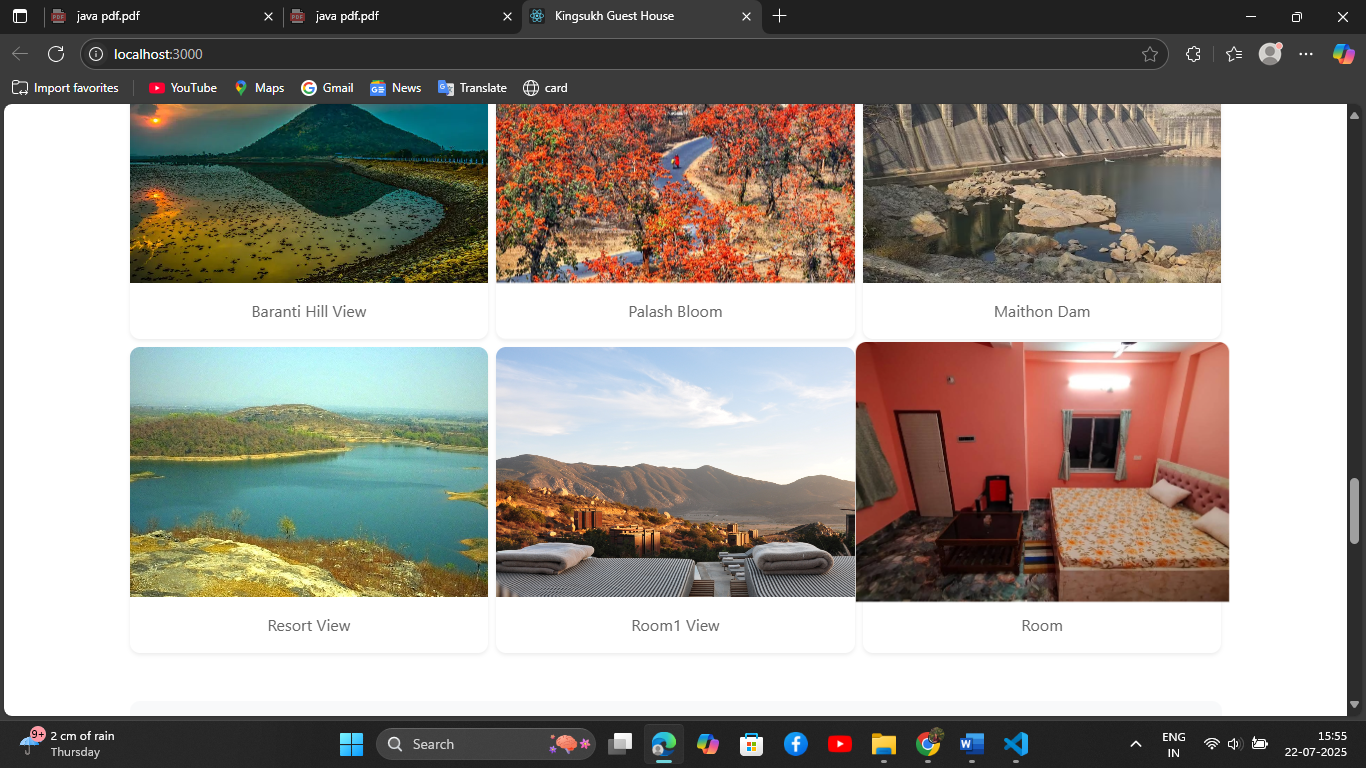 java pdf.pdf
java pdf.pdf
Kingsukh Guest House
localhost:3000
Import favorites
YouTube
Maps
Gmail
News
Translate
card
Baranti Hill View
Palash Bloom
Maithon Dam
Resort View
Room1 View
Room
9+
2 cm of rain
Thursday
Search
ENG
IN
15:55
22-07-2025